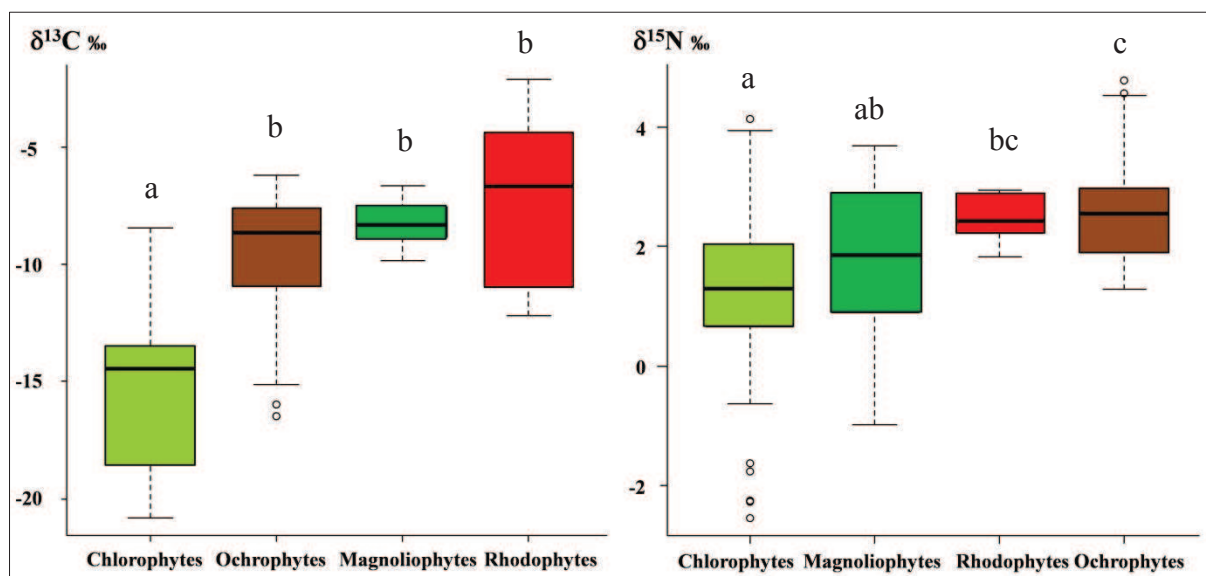 δ¹³C ‰
b
b
b
a
-5
-10
-15
-20
Chlorophytes Ochrophytes Magnoliophytes Rhodophytes
δ¹⁵N ‰
c
a
ab
bc
4
2
0
-2
Chlorophytes Magnoliophytes Rhodophytes Ochrophytes